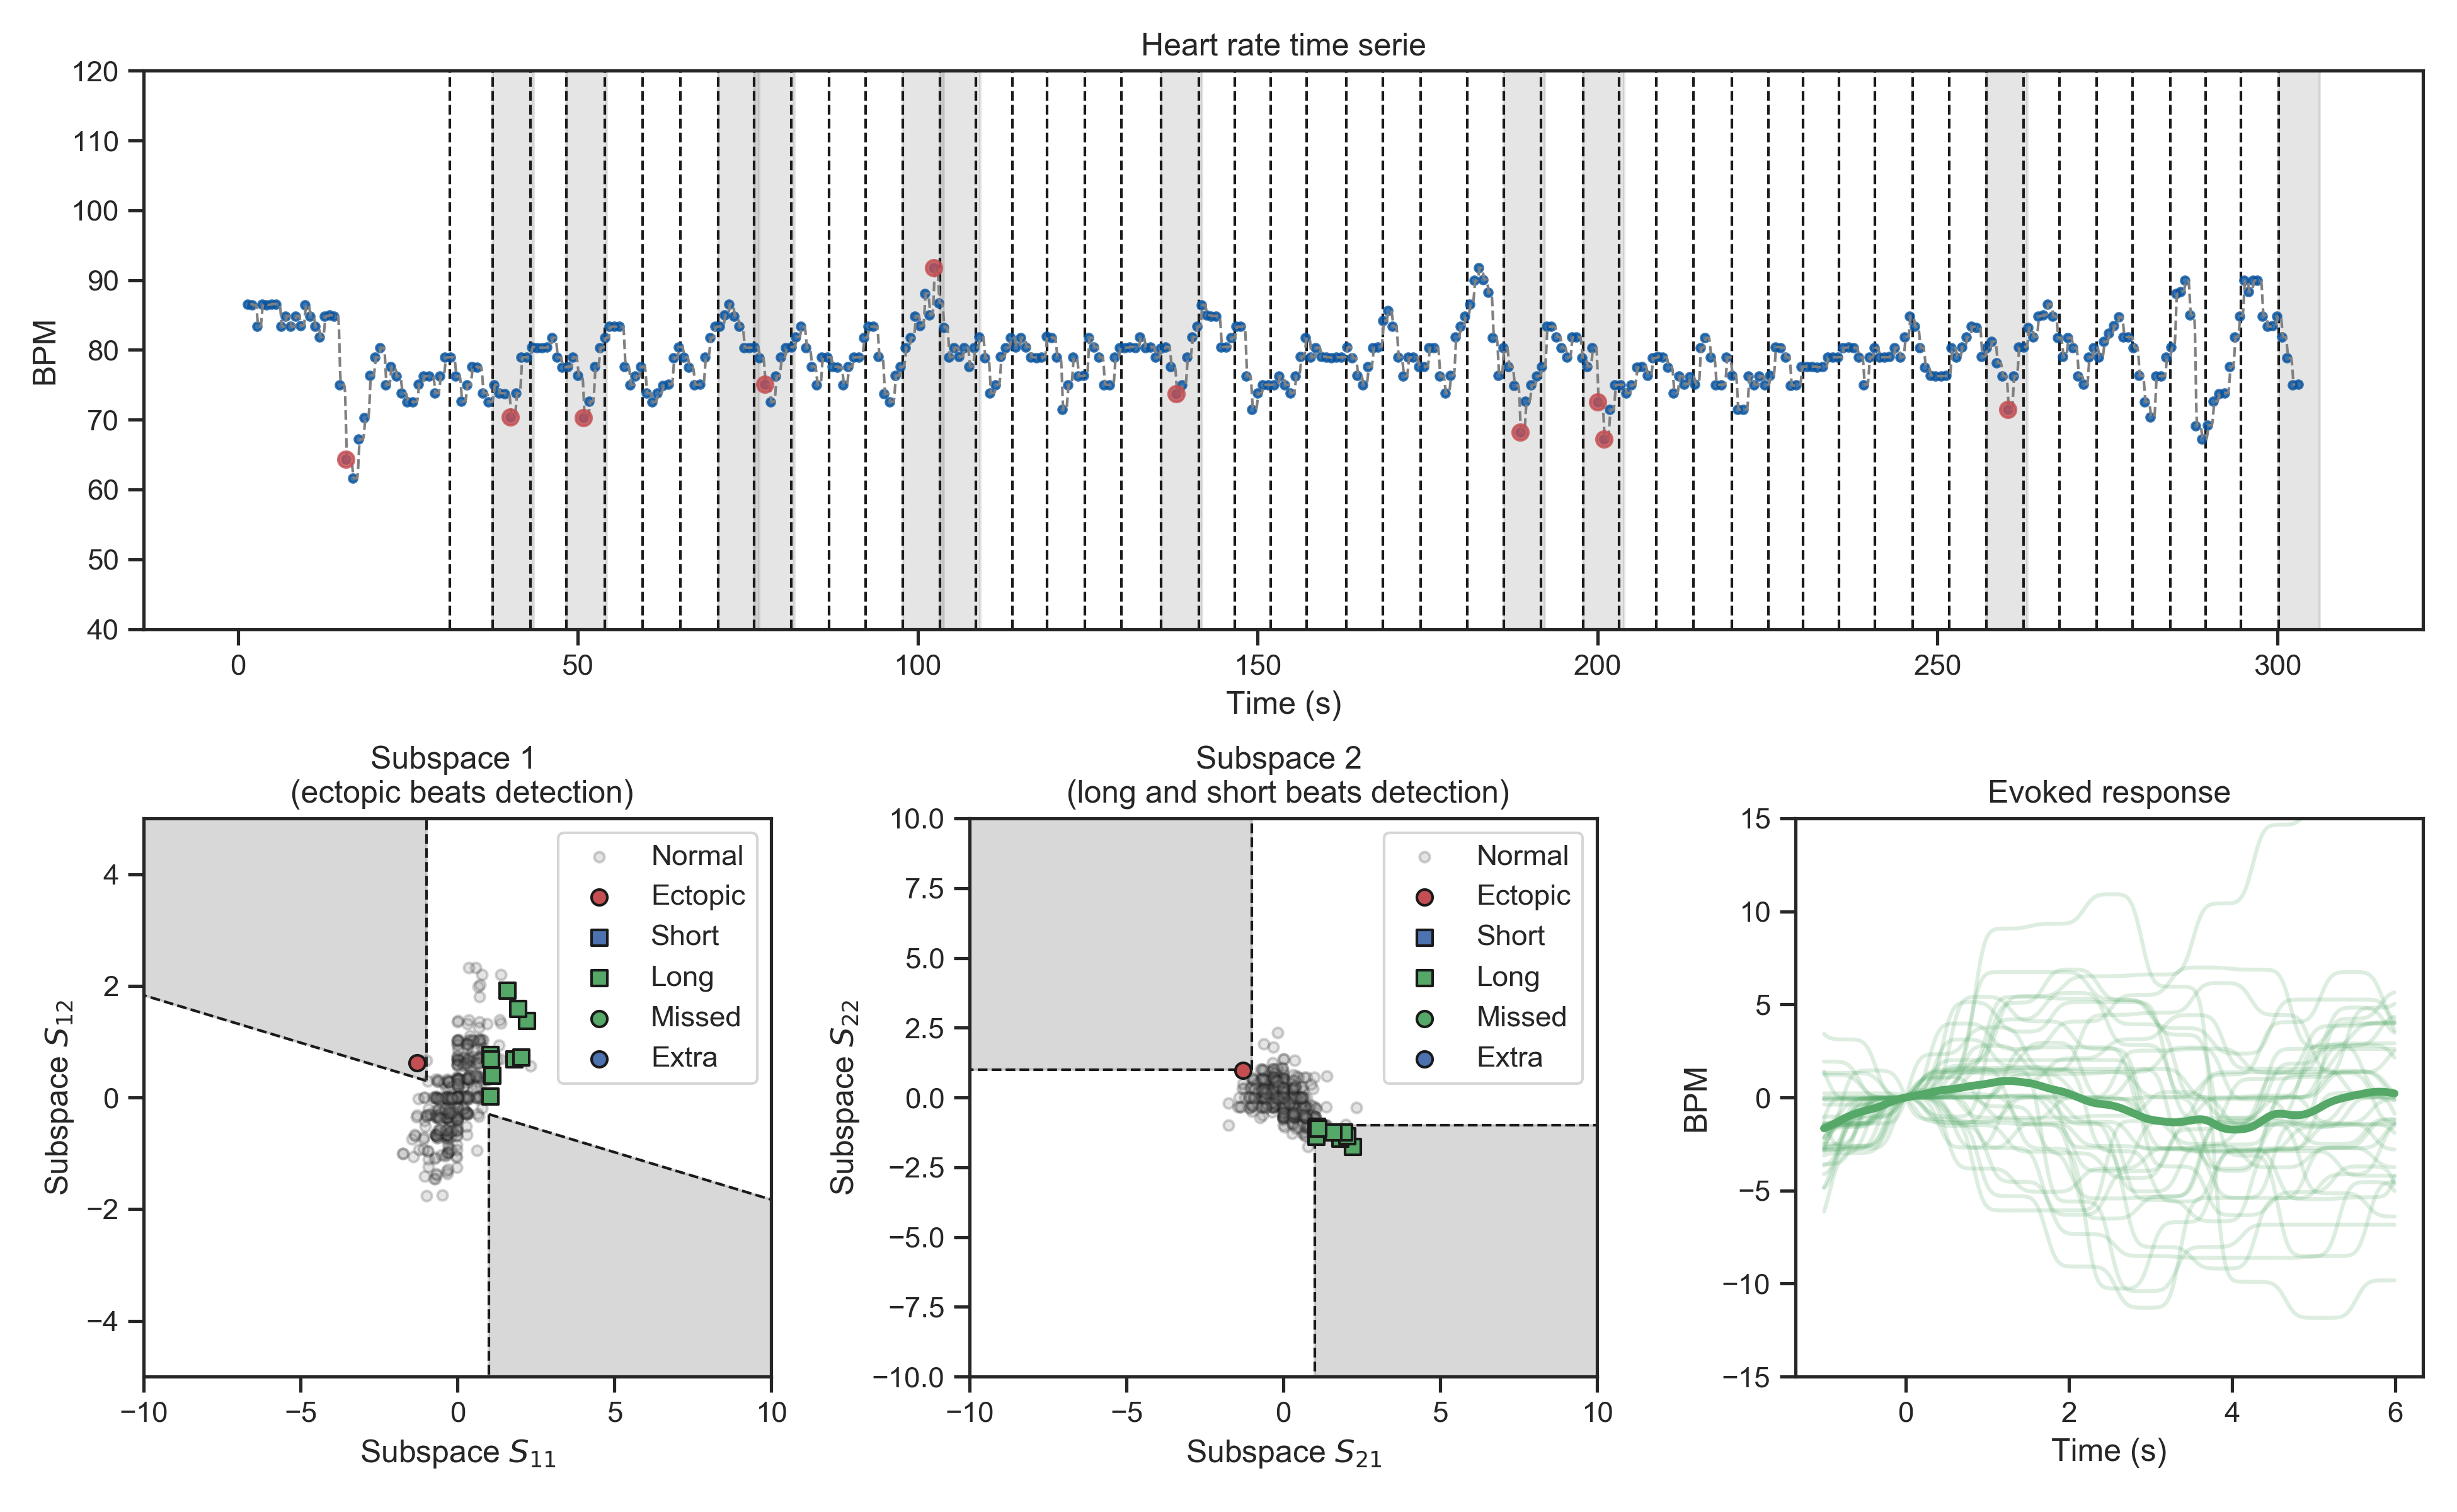 Heart rate time serie
120
110
100
90
80
70
60
50
40
BPM
0 50 100 150 200 250 300
Time (s)
Subspace 1
(ectopic beats detection)
4
2
0
−2
−4
Subspace S12
Normal
Ectopic
Short
Long
Missed
Extra
−10 −5 0 5 10
Subspace S11
Subspace 2
(long and short beats detection)
10.0
7.5
5.0
2.5
0.0
−2.5
−5.0
−7.5
−10.0
Subspace S22
Normal
Ectopic
Short
Long
Missed
Extra
−10 −5 0 5 10
Subspace S21
Evoked response
15
10
5
0
−5
−10
−15
BPM
0 2 4 6
Time (s)